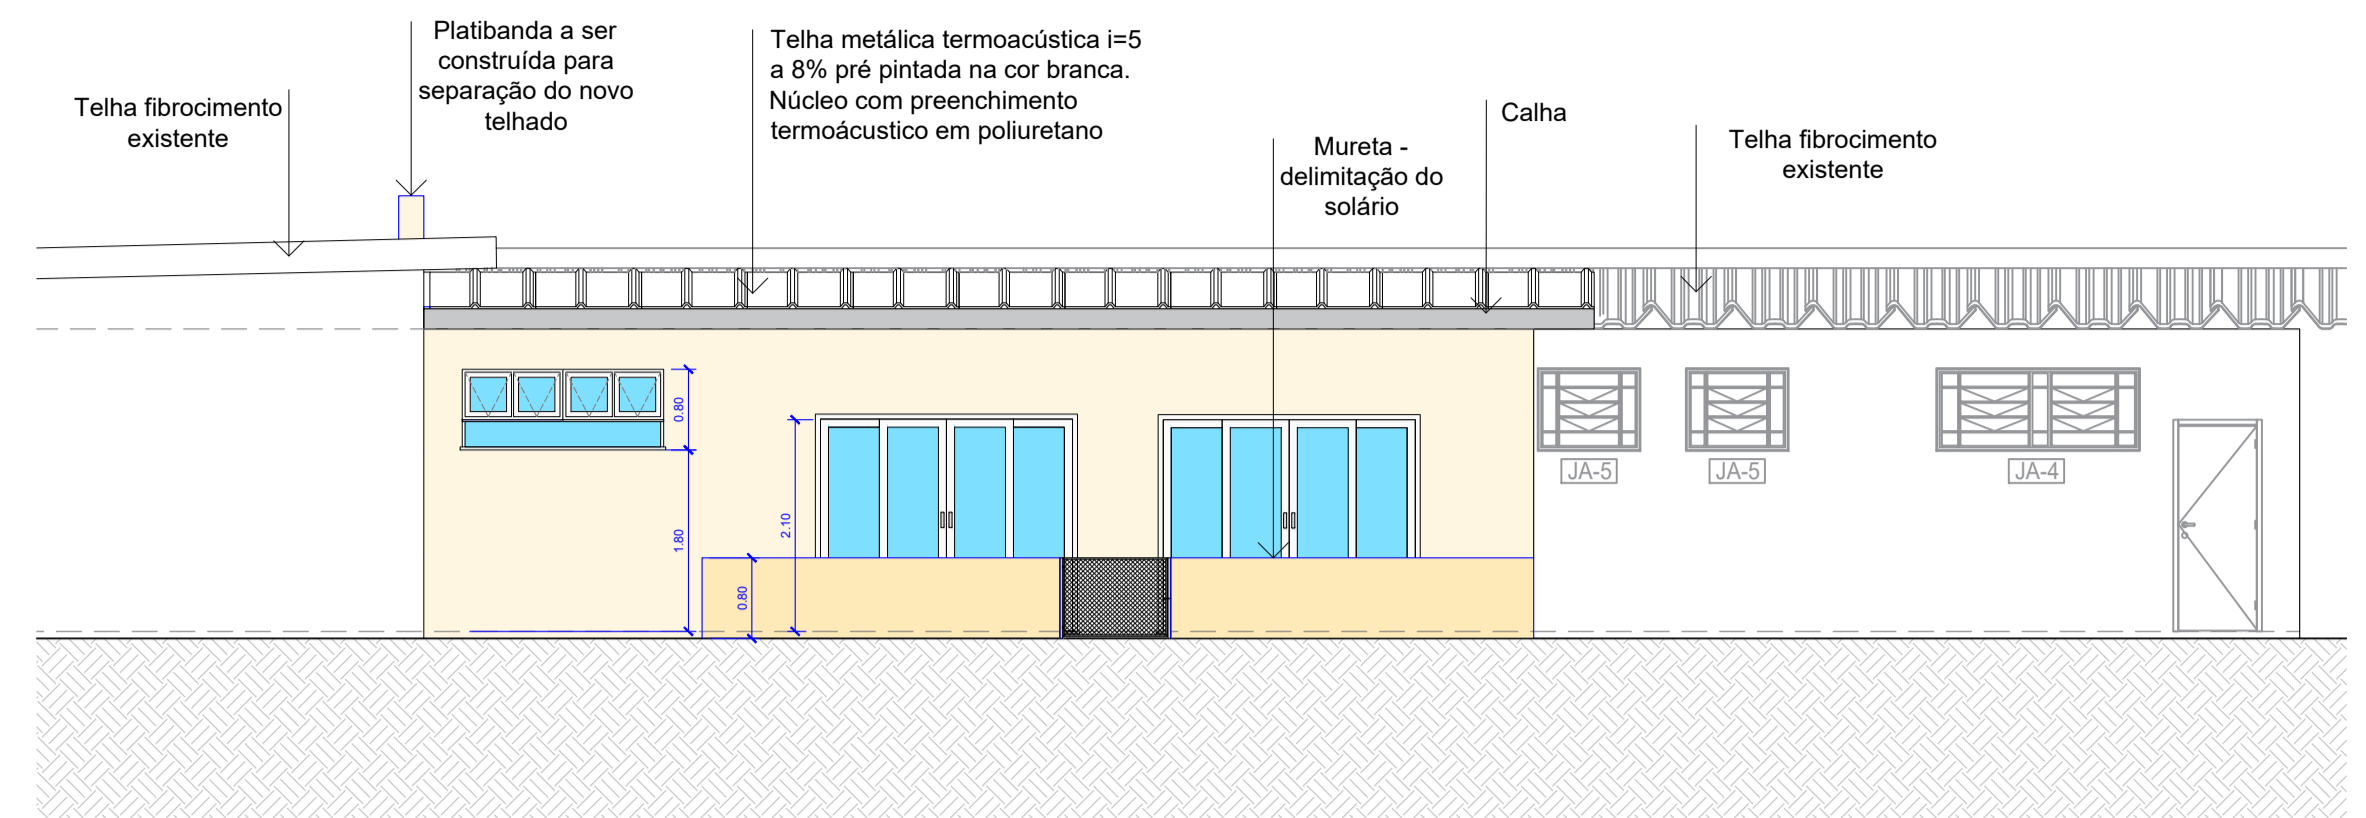 Platibanda a ser
construída para
separação do novo
telhado
Telha metálica termoacústica i=5
a 8% pré pintada na cor branca.
Núcleo com preenchimento
termoácustico em poliuretano
Telha fibrocimento
existente
Calha
Mureta -
delimitação do
solário
Telha fibrocimento
existente
0.80
1.80
0.80
2.10
JA-5
JA-5
JA-4